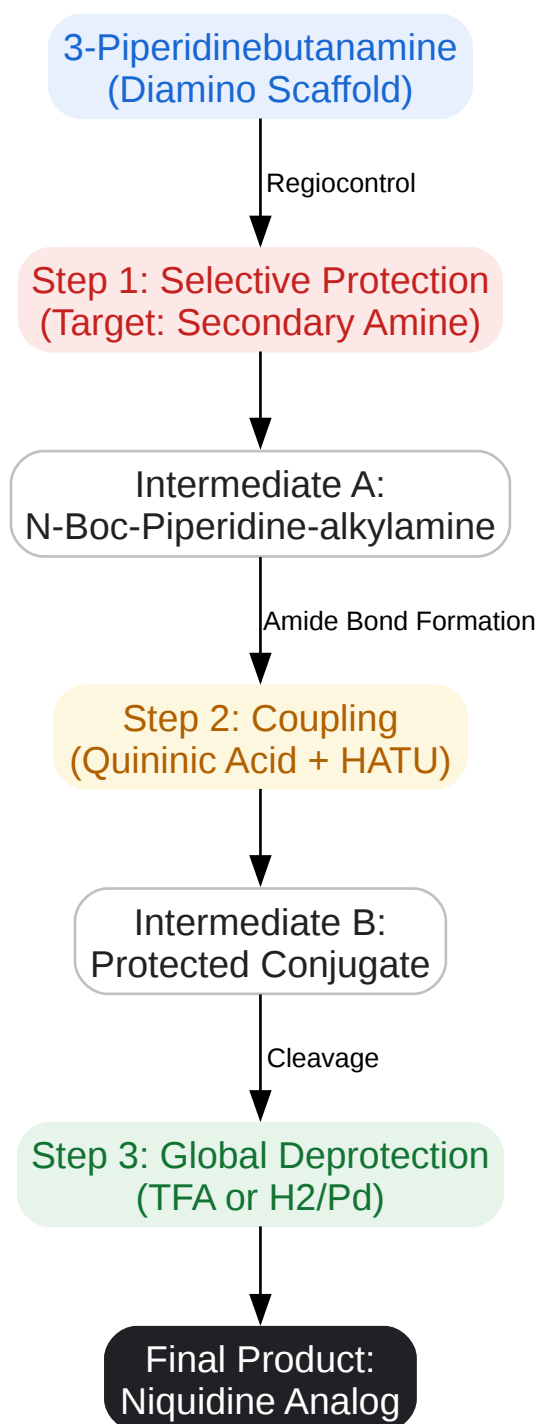 3-Piperidinebutanamine
(Diamino Scaffold)
Regiocontrol
Step 1: Selective Protection
(Target: Secondary Amine)
Intermediate A:
N-Boc-Piperidine-alkylamine
Amide Bond Formation
Step 2: Coupling
(Quininic Acid + HATU)
Intermediate B:
Protected Conjugate
Cleavage
Step 3: Global Deprotection
(TFA or H2/Pd)
Final Product:
Niquidine Analog